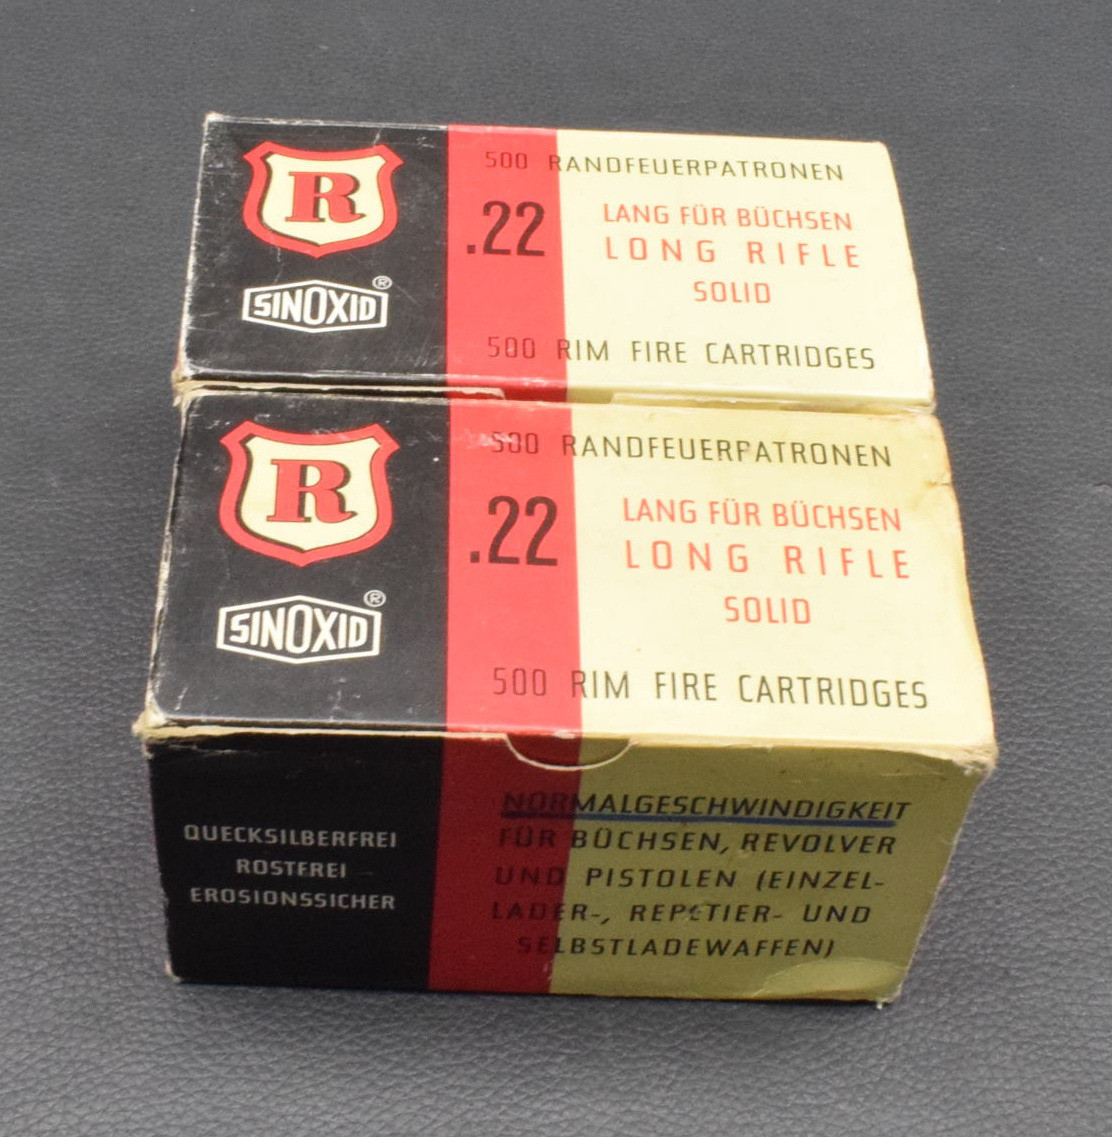 R
SINOXID®
500 RANDFEUERPATRONEN
.22
LANG FÜR BÜCHSEN
LONG RIFLE
SOLID
500 RIM FIRE CARTRIDGES
R
SINOXID®
500 RANDFEUERPATRONEN
.22
LANG FÜR BÜCHSEN
LONG RIFLE
SOLID
500 RIM FIRE CARTRIDGES
QUECKSILBERFREI
ROSTFREI
EROSIONSSICHER
NORMALGESCHWINDIGKEIT
FÜR BÜCHSEN, REVOLVER
UND PISTOLEN (EINZEL-
LADER-, REPETIER- UND
SELBSTLADEWAFFEN)